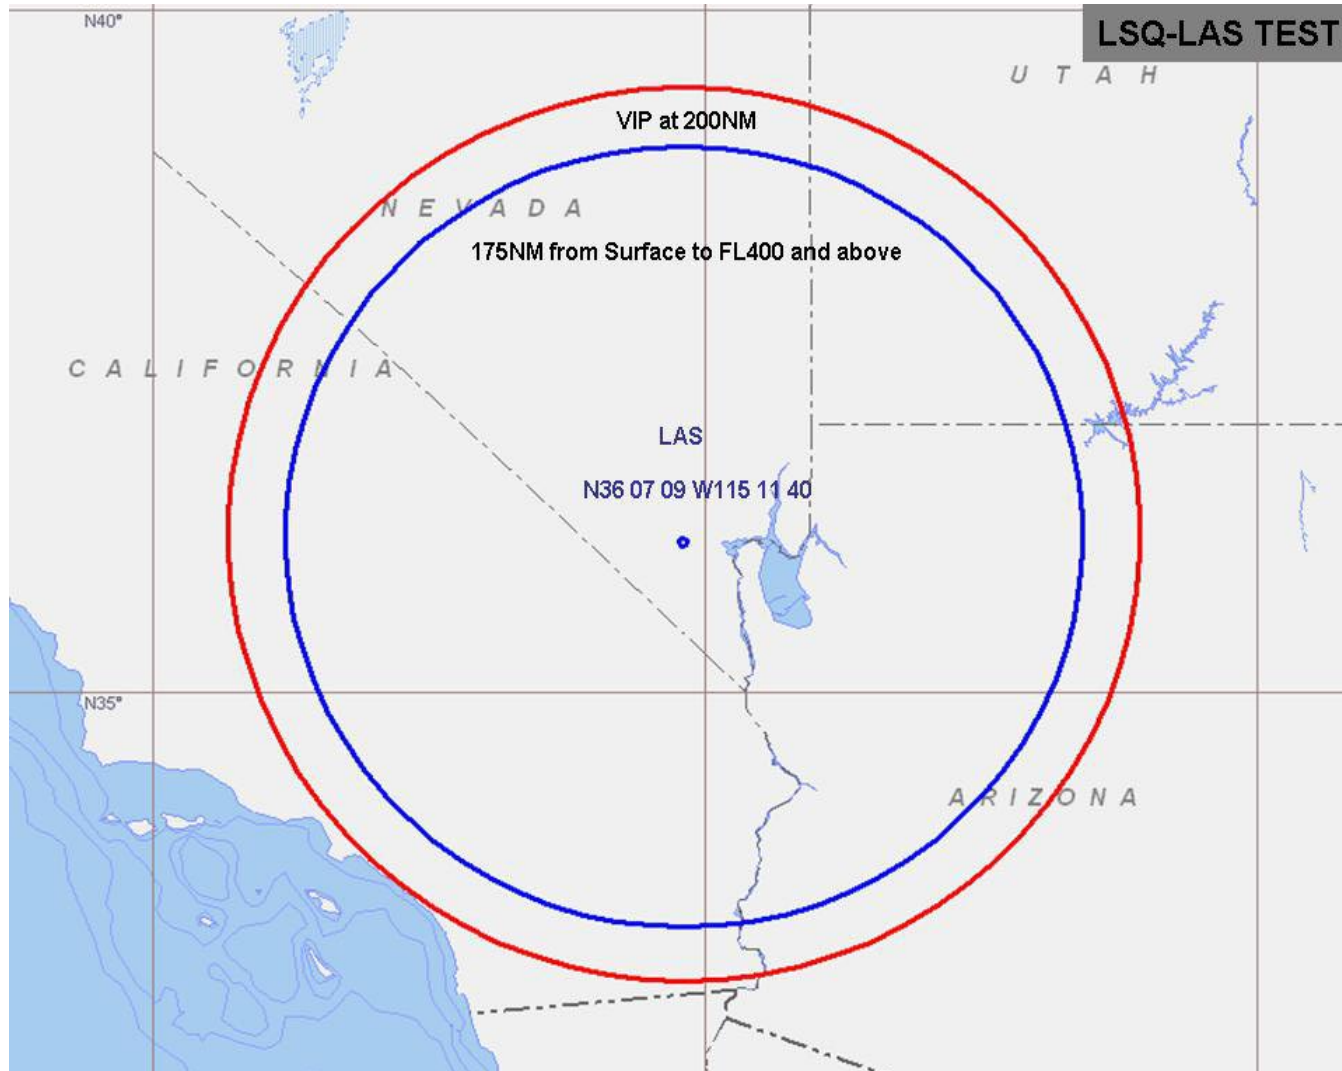 N40°
LSQ-LAS TEST
U T A H
VIP at 200NM
N E V A D A
175NM from Surface to FL400 and above
C A L I F O R N I A
LAS
N36 07 09 W115 11 40
N35°
A R I Z O N A